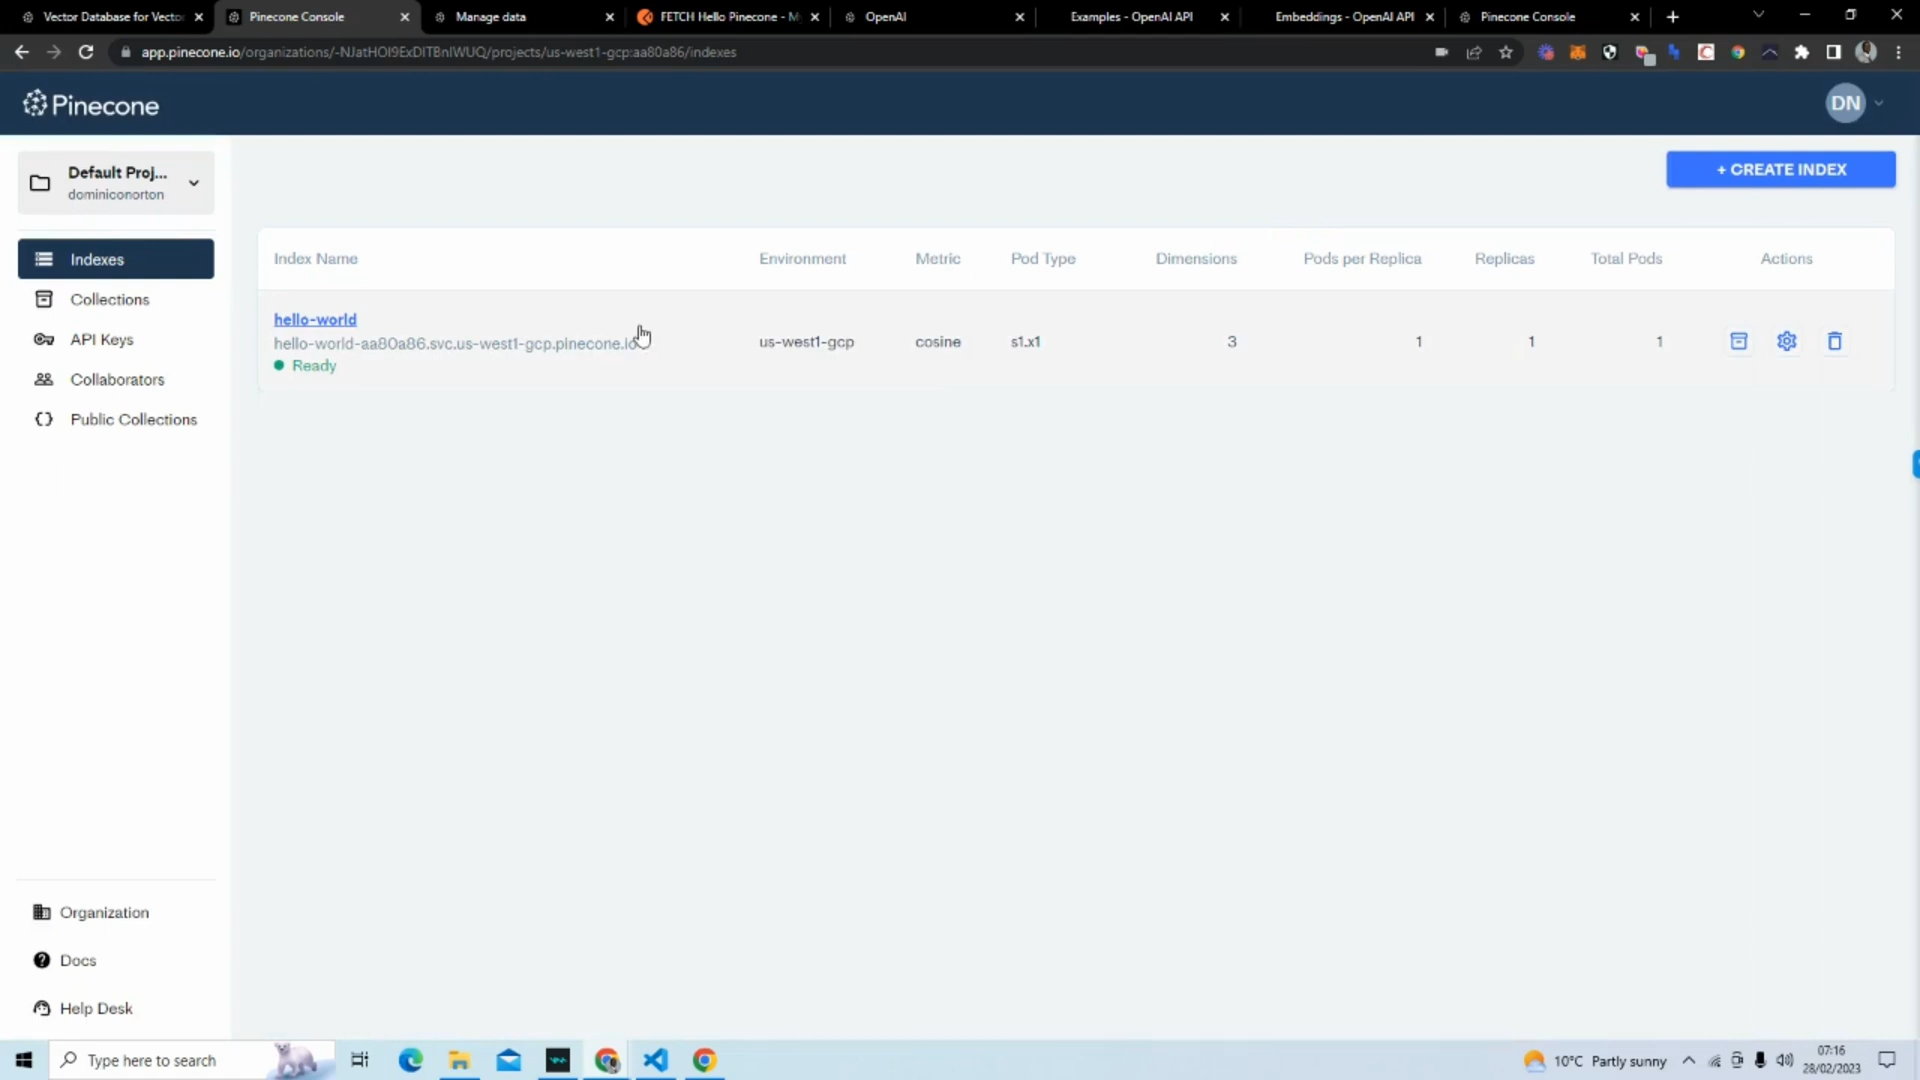 Vector Database for Vector
Pinecone Console
Manage data
FETCH Hello Pinecone - M
OpenAI
Examples - OpenAI API
Embeddings - OpenAI API
Pinecone Console
app.pinecone.io/organizations/-NJatHOI9ExDITBnIWUQ/projects/us-west1-gcp:aa80a86/indexes
Pinecone
DN
Default Proj...
dominiconorton
+ CREATE INDEX
Indexes
Collections
API Keys
Collaborators
Public Collections
Index Name Environment Metric Pod Type Dimensions Pods per Replica Replicas Total Pods Actions
hello-world
hello-world-aa80a86.svc.us-west1-gcp.pinecone.io
us-west1-gcp cosine s1.x1 3 1 1 1
Ready
Organization
Docs
Help Desk
Type here to search
10°C Partly sunny
07:16
28/02/2023